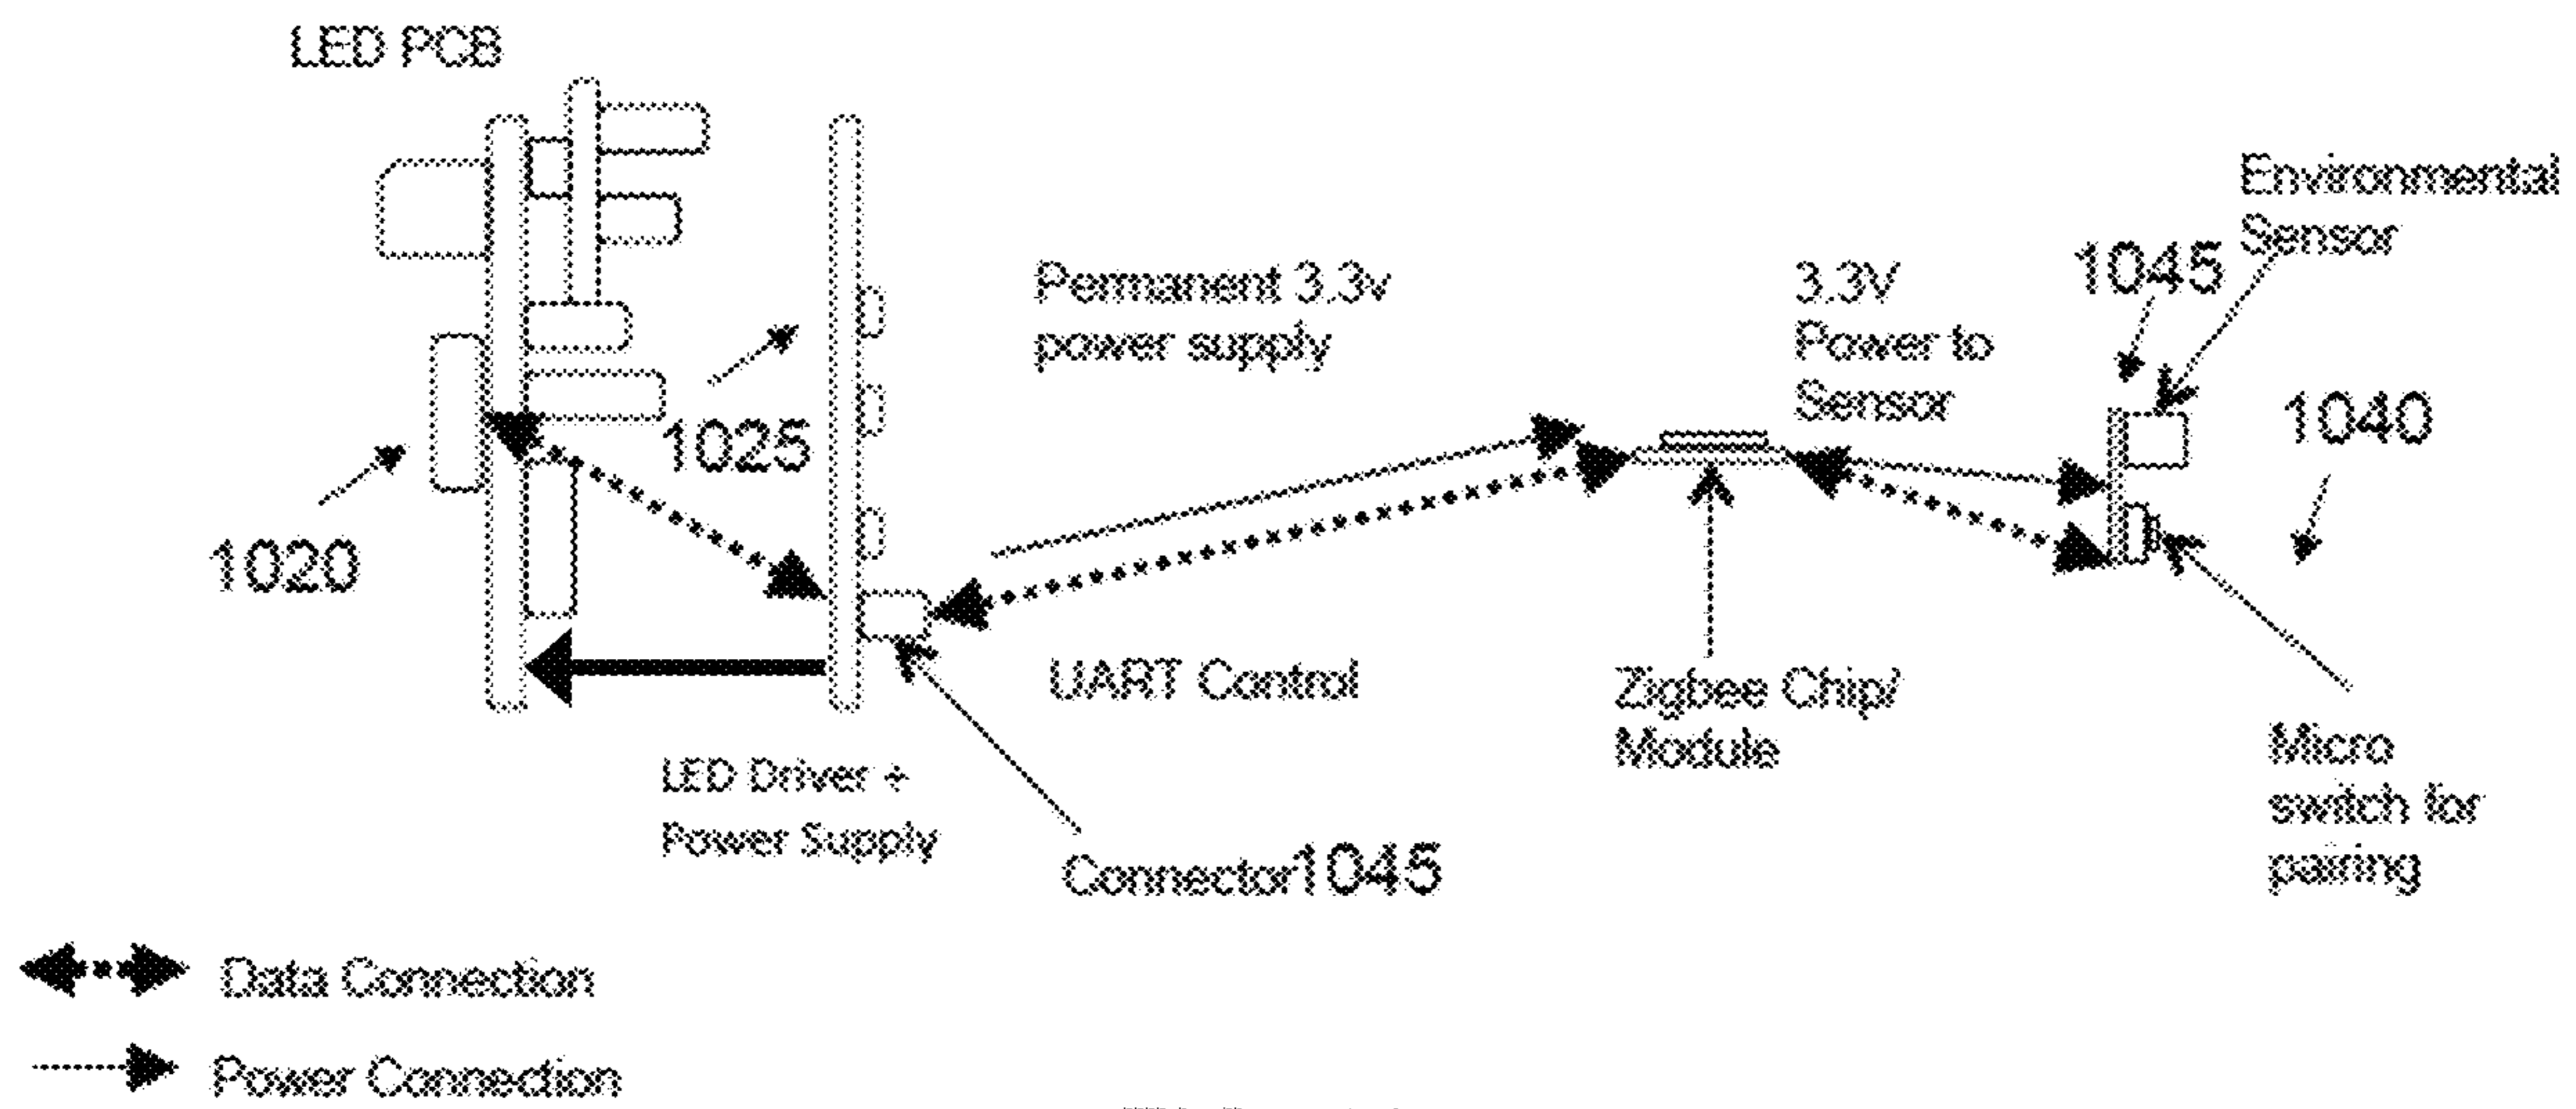 LED PCB
Environmental
Sensor
1045
Permanent 3.3v
power supply
3.3V
Power to
Sensor
1040
1025
1020
UART Control
Zigbee Chip/
Module
Micro
switch for
pairing
LED Driver +
Power Supply
Connector1045
Data Connection
Power Connection